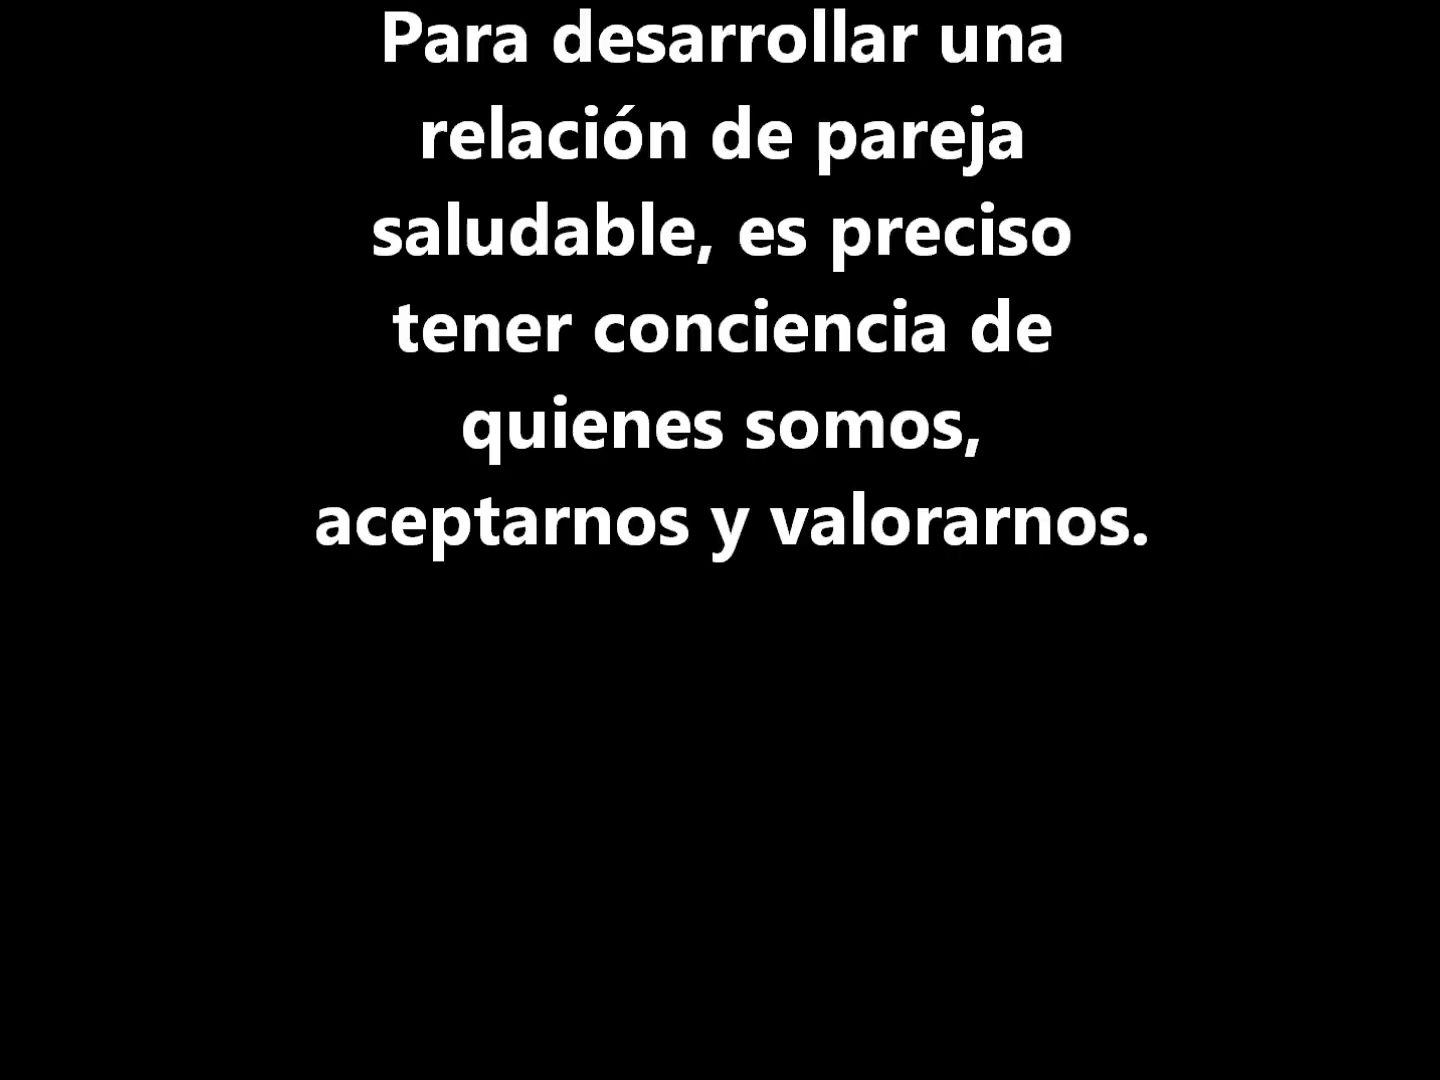 Para desarrollar una
relación de pareja
saludable, es preciso
tener conciencia de
quienes somos,
aceptarnos y valorarnos.